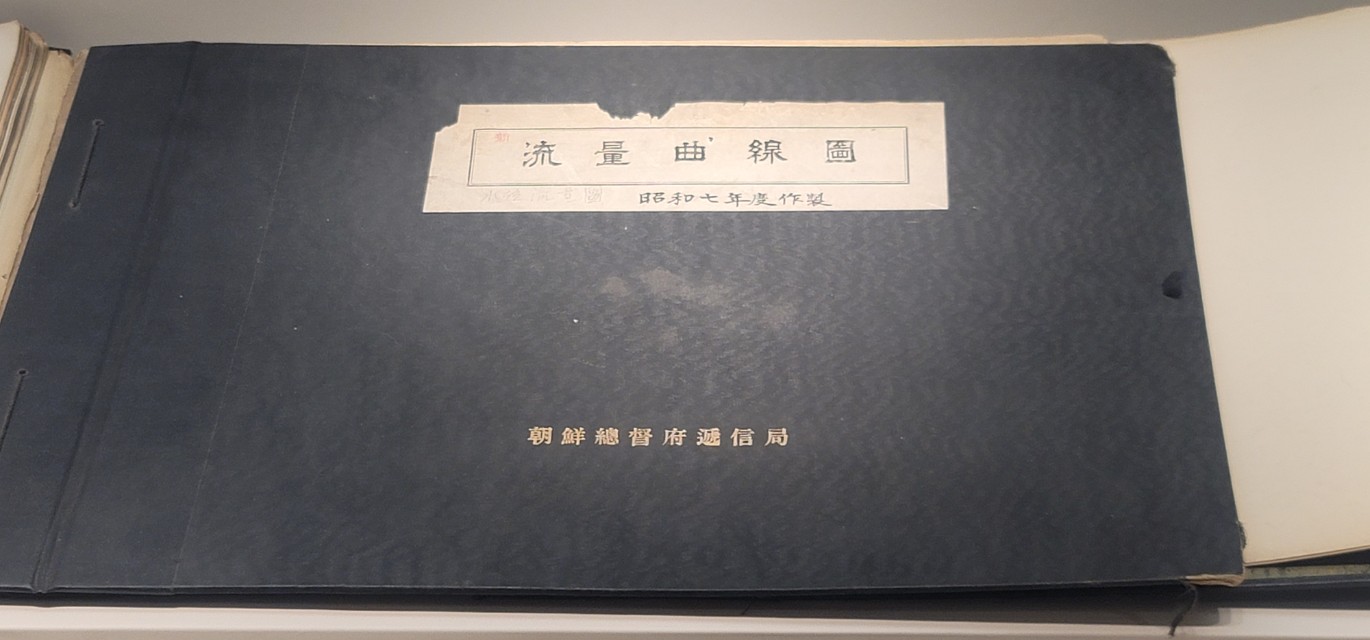 流量曲線圖
昭和七年度作製
朝鮮總督府遞信局